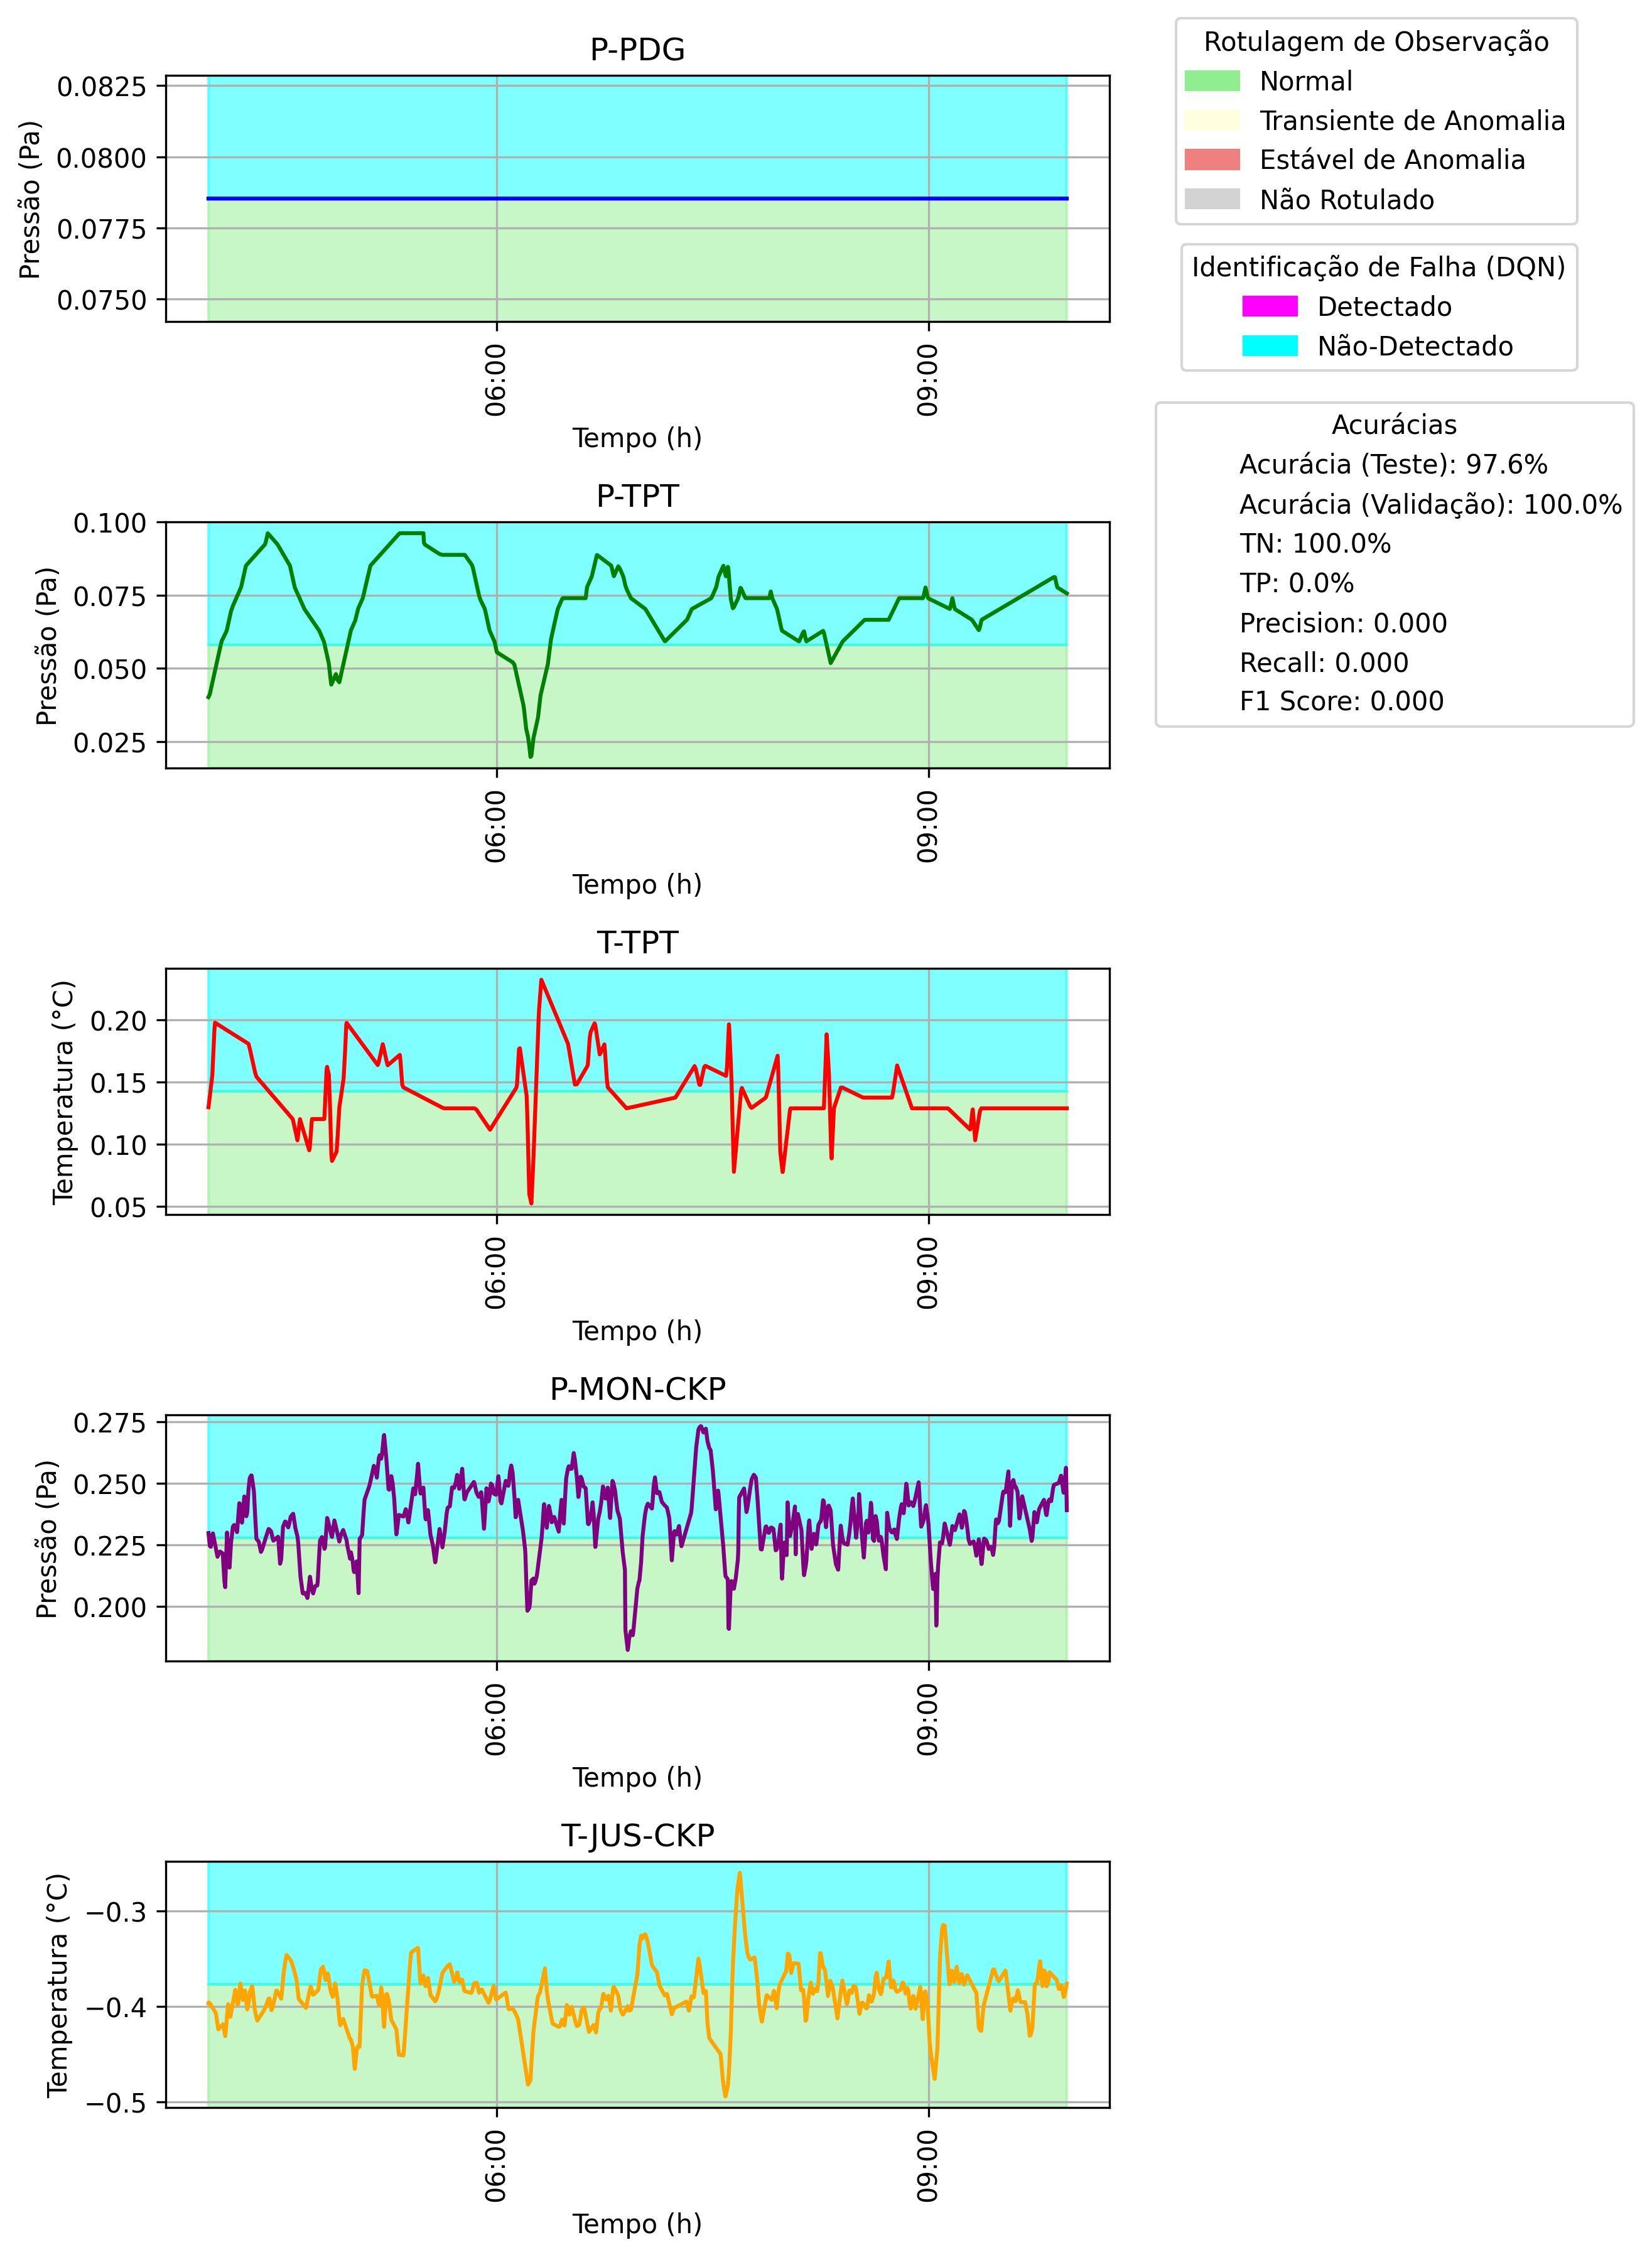 P-PDG
Pressão (Pa)
0.0825
0.0800
0.0775
0.0750
06:00
09:00
Tempo (h)
P-TPT
Pressão (Pa)
0.100
0.075
0.050
0.025
06:00
09:00
Tempo (h)
T-TPT
Temperatura (°C)
0.20
0.15
0.10
0.05
06:00
09:00
Tempo (h)
P-MON-CKP
Pressão (Pa)
0.275
0.250
0.225
0.200
06:00
09:00
Tempo (h)
T-JUS-CKP
Temperatura (°C)
−0.3
−0.4
−0.5
06:00
09:00
Tempo (h)
Rotulagem de Observação
Normal
Transiente de Anomalia
Estável de Anomalia
Não Rotulado
Identificação de Falha (DQN)
Detectado
Não-Detectado
Acurácias
Acurácia (Teste): 97.6%
Acurácia (Validação): 100.0%
TN: 100.0%
TP: 0.0%
Precision: 0.000
Recall: 0.000
F1 Score: 0.000